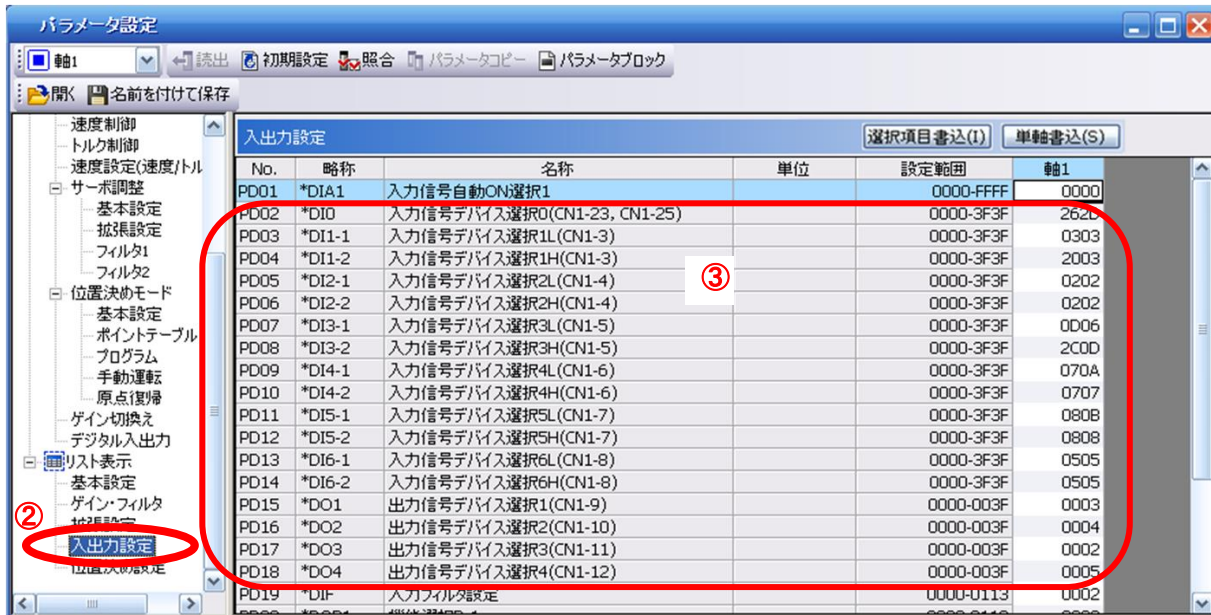 パラメータ設定
軸1 読出 初期設定 照合 パラメータコピー パラメータブロック
開く 名前を付けて保存
速度制御
トルク制御
速度設定(速度/トル
サーボ調整
基本設定
拡張設定
フィルタ1
フィルタ2
位置決めモード
基本設定
ポイントテーブル
プログラム
手動運転
原点復帰
ゲイン切換え
デジタル入出力
リスト表示
基本設定
ゲイン・フィルタ
拡張設定
②
入出力設定
位置決め設定
入出力設定 選択項目書込(I) 単軸書込(S)
No. 略称 名称 単位 設定範囲 軸1
PD01 *DIA1 入力信号自動ON選択1 0000-FFFF 0000
PD02 *DI0 入力信号デバイス選択0(CN1-23, CN1-25) 0000-3F3F 262D
PD03 *DI1-1 入力信号デバイス選択1L(CN1-3) 0000-3F3F 0303
PD04 *DI1-2 入力信号デバイス選択1H(CN1-3) 0000-3F3F 2003
③
PD05 *DI2-1 入力信号デバイス選択2L(CN1-4) 0000-3F3F 0202
PD06 *DI2-2 入力信号デバイス選択2H(CN1-4) 0000-3F3F 0202
PD07 *DI3-1 入力信号デバイス選択3L(CN1-5) 0000-3F3F 0D06
PD08 *DI3-2 入力信号デバイス選択3H(CN1-5) 0000-3F3F 2C0D
PD09 *DI4-1 入力信号デバイス選択4L(CN1-6) 0000-3F3F 070A
PD10 *DI4-2 入力信号デバイス選択4H(CN1-6) 0000-3F3F 0707
PD11 *DI5-1 入力信号デバイス選択5L(CN1-7) 0000-3F3F 080B
PD12 *DI5-2 入力信号デバイス選択5H(CN1-7) 0000-3F3F 0808
PD13 *DI6-1 入力信号デバイス選択6L(CN1-8) 0000-3F3F 0505
PD14 *DI6-2 入力信号デバイス選択6H(CN1-8) 0000-3F3F 0505
PD15 *DO1 出力信号デバイス選択1(CN1-9) 0000-003F 0003
PD16 *DO2 出力信号デバイス選択2(CN1-10) 0000-003F 0004
PD17 *DO3 出力信号デバイス選択3(CN1-11) 0000-003F 0002
PD18 *DO4 出力信号デバイス選択4(CN1-12) 0000-003F 0005
PD19 *DIF 入力フィルタ設定 0000-0113 0002